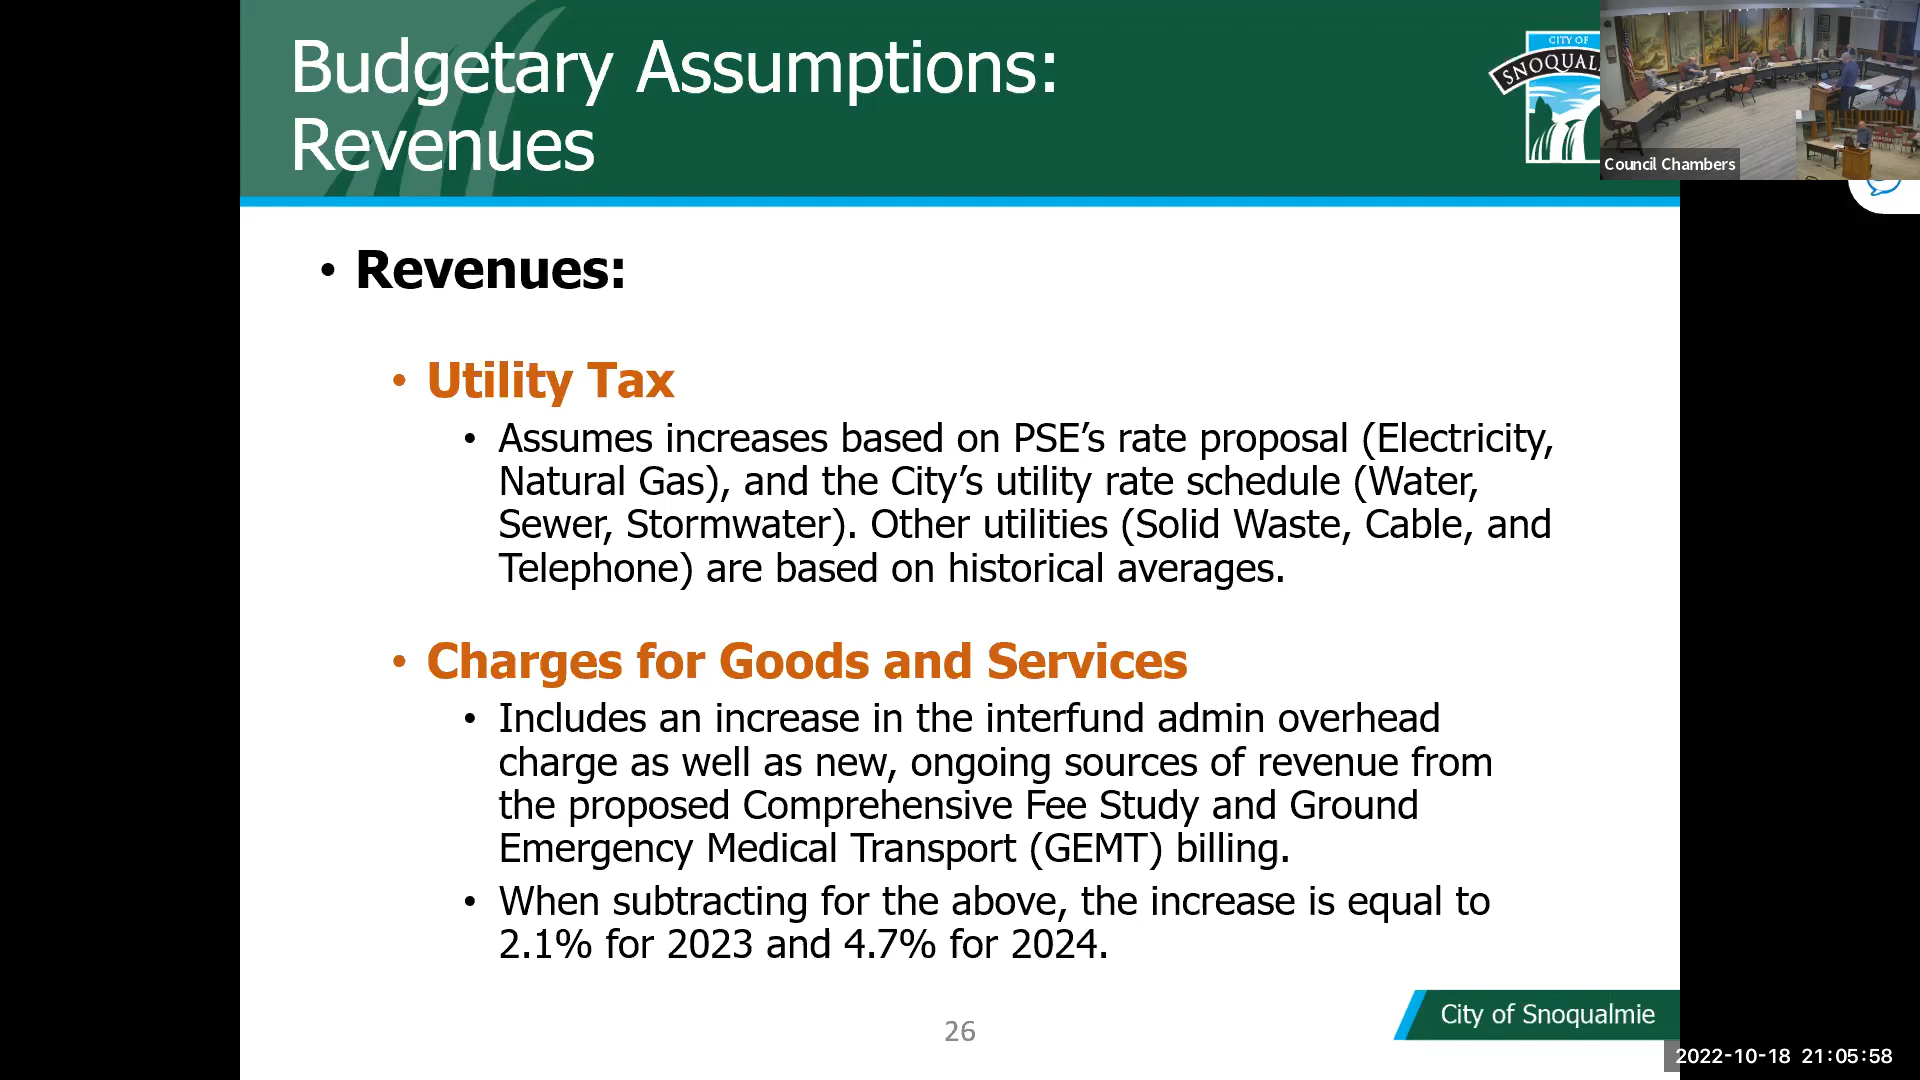 Budgetary Assumptions:
Revenues
CITY OF
Council Chambers
• Revenues:
• Utility Tax
• Assumes increases based on PSE’s rate proposal (Electricity,
Natural Gas), and the City’s utility rate schedule (Water,
Sewer, Stormwater). Other utilities (Solid Waste, Cable, and
Telephone) are based on historical averages.
• Charges for Goods and Services
• Includes an increase in the interfund admin overhead
charge as well as new, ongoing sources of revenue from
the proposed Comprehensive Fee Study and Ground
Emergency Medical Transport (GEMT) billing.
• When subtracting for the above, the increase is equal to
2.1% for 2023 and 4.7% for 2024.
City of Snoqualmie
26
2022-10-18 21:05:58